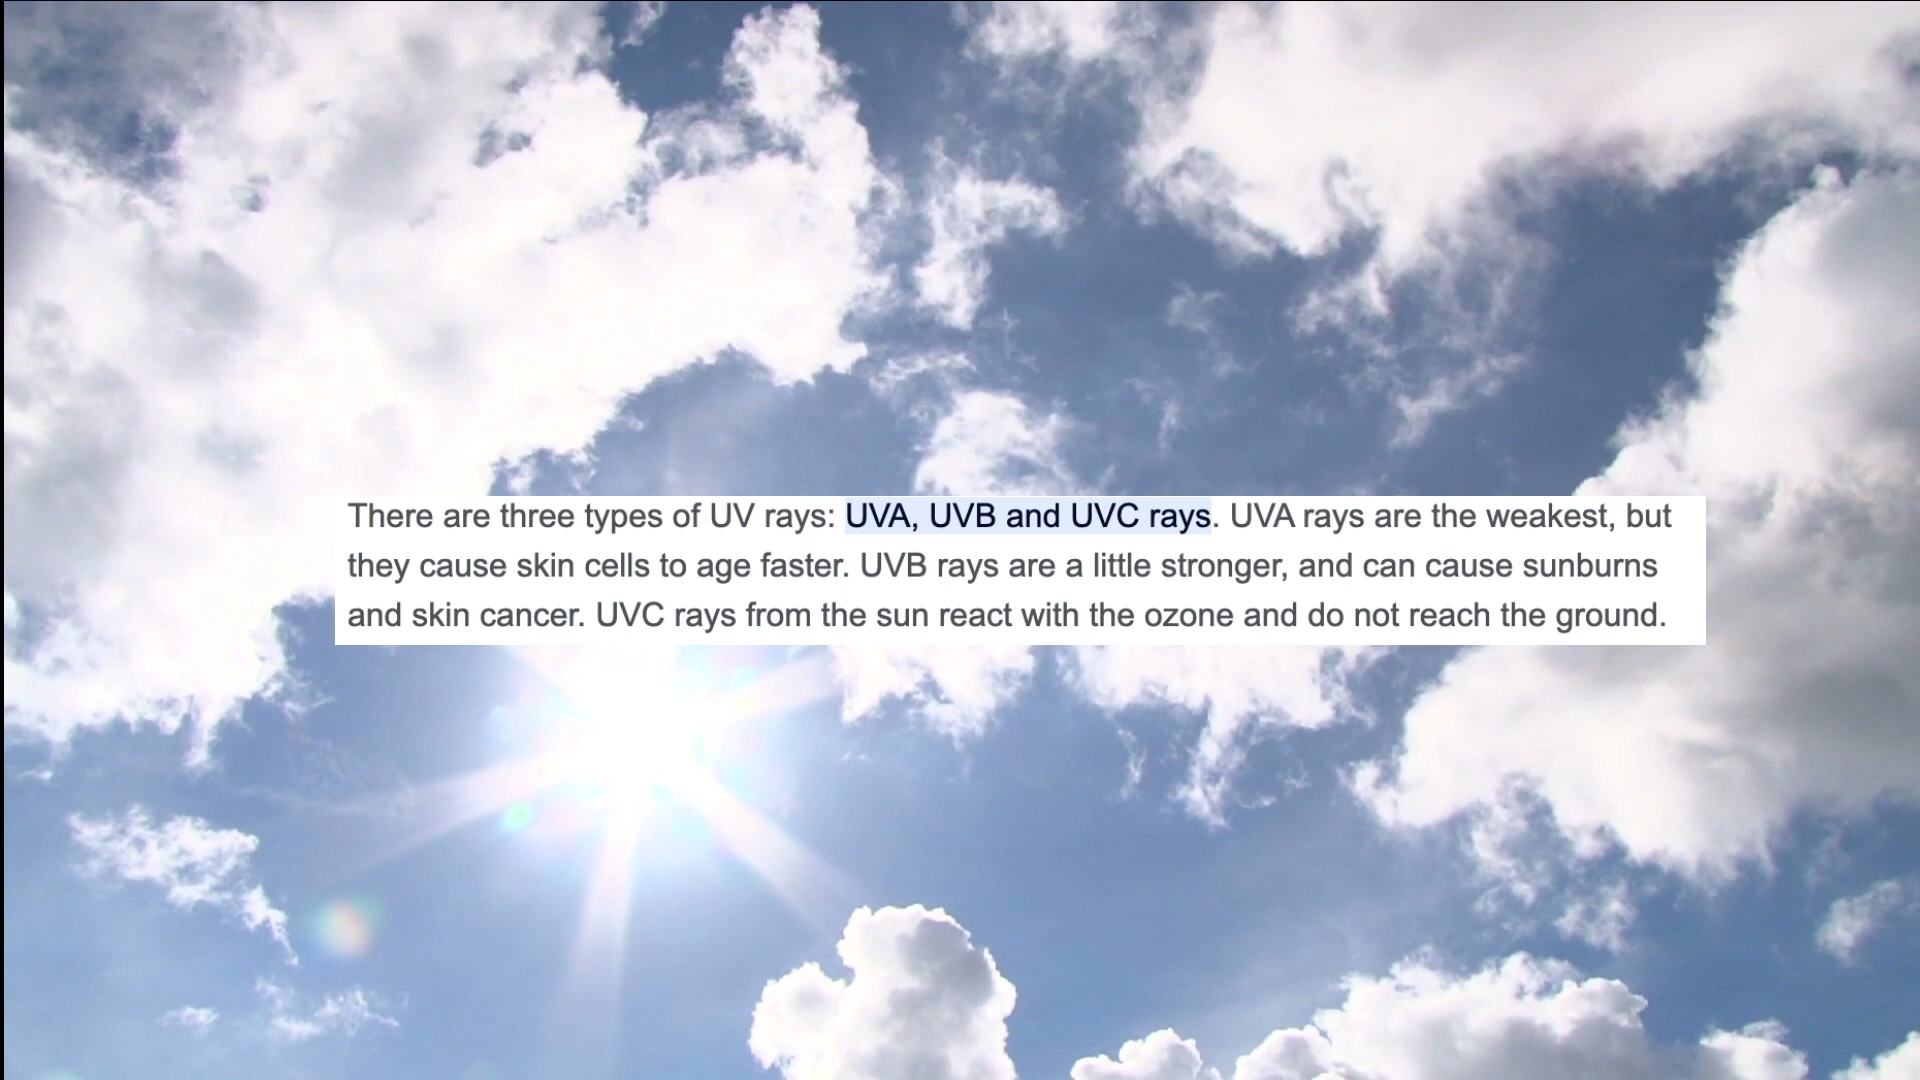 There are three types of UV rays: UVA, UVB and UVC rays. UVA rays are the weakest, but
they cause skin cells to age faster. UVB rays are a little stronger, and can cause sunburns
and skin cancer. UVC rays from the sun react with the ozone and do not reach the ground.